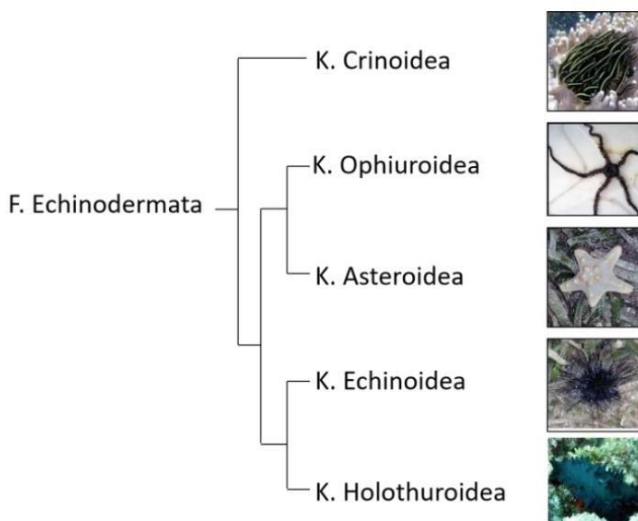 K. Crinoidea
K. Ophiuroidea
F. Echinodermata
K. Asteroidea
K. Echinoidea
K. Holothuroidea